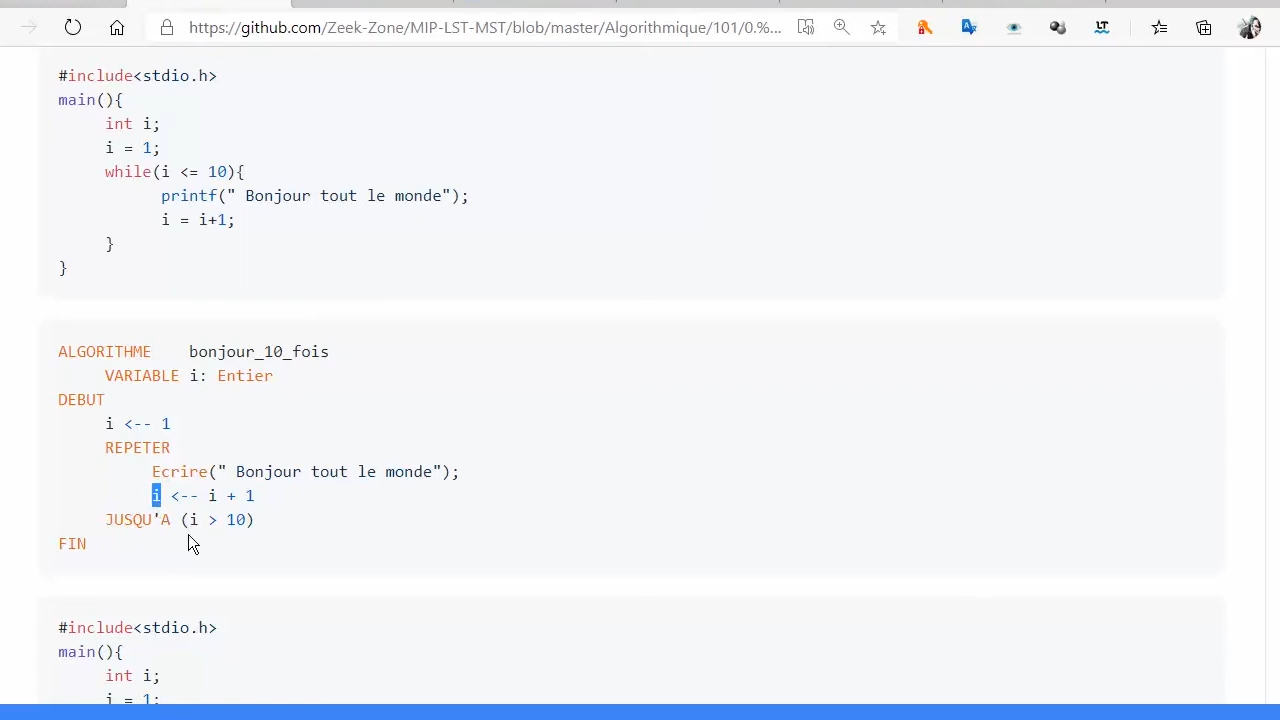 https://github.com/Zeek-Zone/MIP-LST-MST/blob/master/Algorithmique/101/0.%...
#include<stdio.h>
main(){
int i;
i = 1;
while(i <= 10){
printf(" Bonjour tout le monde");
i = i+1;
}
}
ALGORITHME bonjour_10_fois
VARIABLE i: Entier
DEBUT
i <-- 1
REPETER
Ecrire(" Bonjour tout le monde");
i <-- i + 1
JUSQU'A (i > 10)
FIN
#include<stdio.h>
main(){
int i;
i = 1;